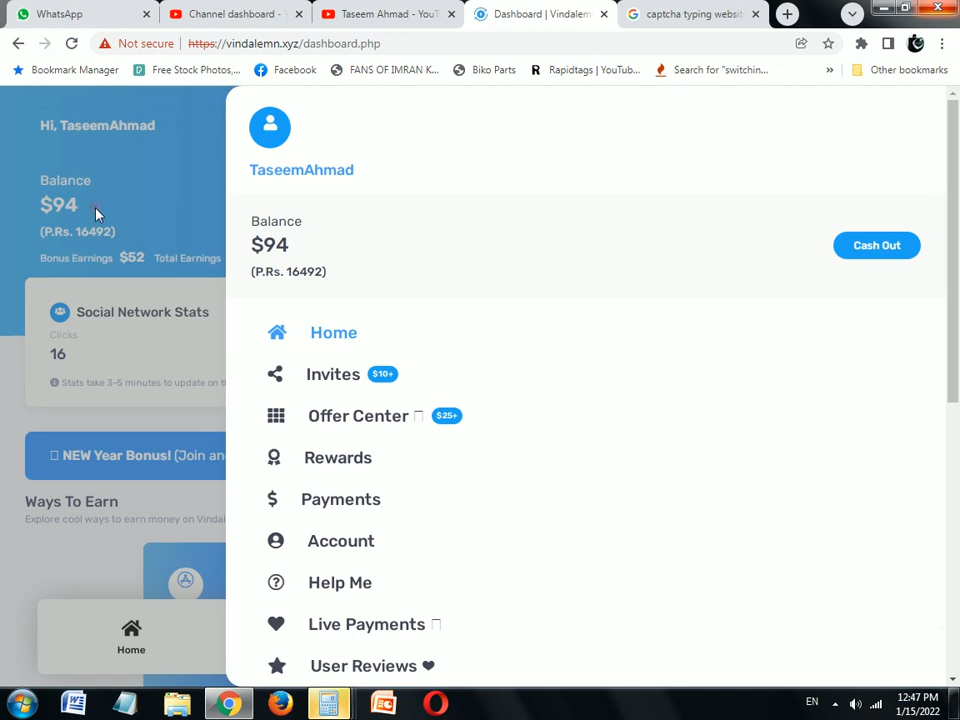 WhatsApp
Channel dashboard - Y
Taseem Ahmad - YouT
Dashboard | Vindalem
captcha typing websit
Not secure
https://vindalemn.xyz/dashboard.php
Bookmark Manager
Free Stock Photos,...
Facebook
FANS OF IMRAN K...
Biko Parts
Rapidtags | YouTub...
Search for "switchin...
»
Other bookmarks
Hi, TaseemAhmad
Balance
$94
(P.Rs. 16492)
Bonus Earnings $52 Total Earnings
Social Network Stats
Clicks
16
Stats take 3-5 minutes to update on th
NEW Year Bonus! (Join an
Ways To Earn
Explore cool ways to earn money on Vindal
Home
TaseemAhmad
Balance
$94
(P.Rs. 16492)
Cash Out
Home
Invites $10+
Offer Center $25+
Rewards
Payments
Account
Help Me
Live Payments
User Reviews
EN
12:47 PM
1/15/2022